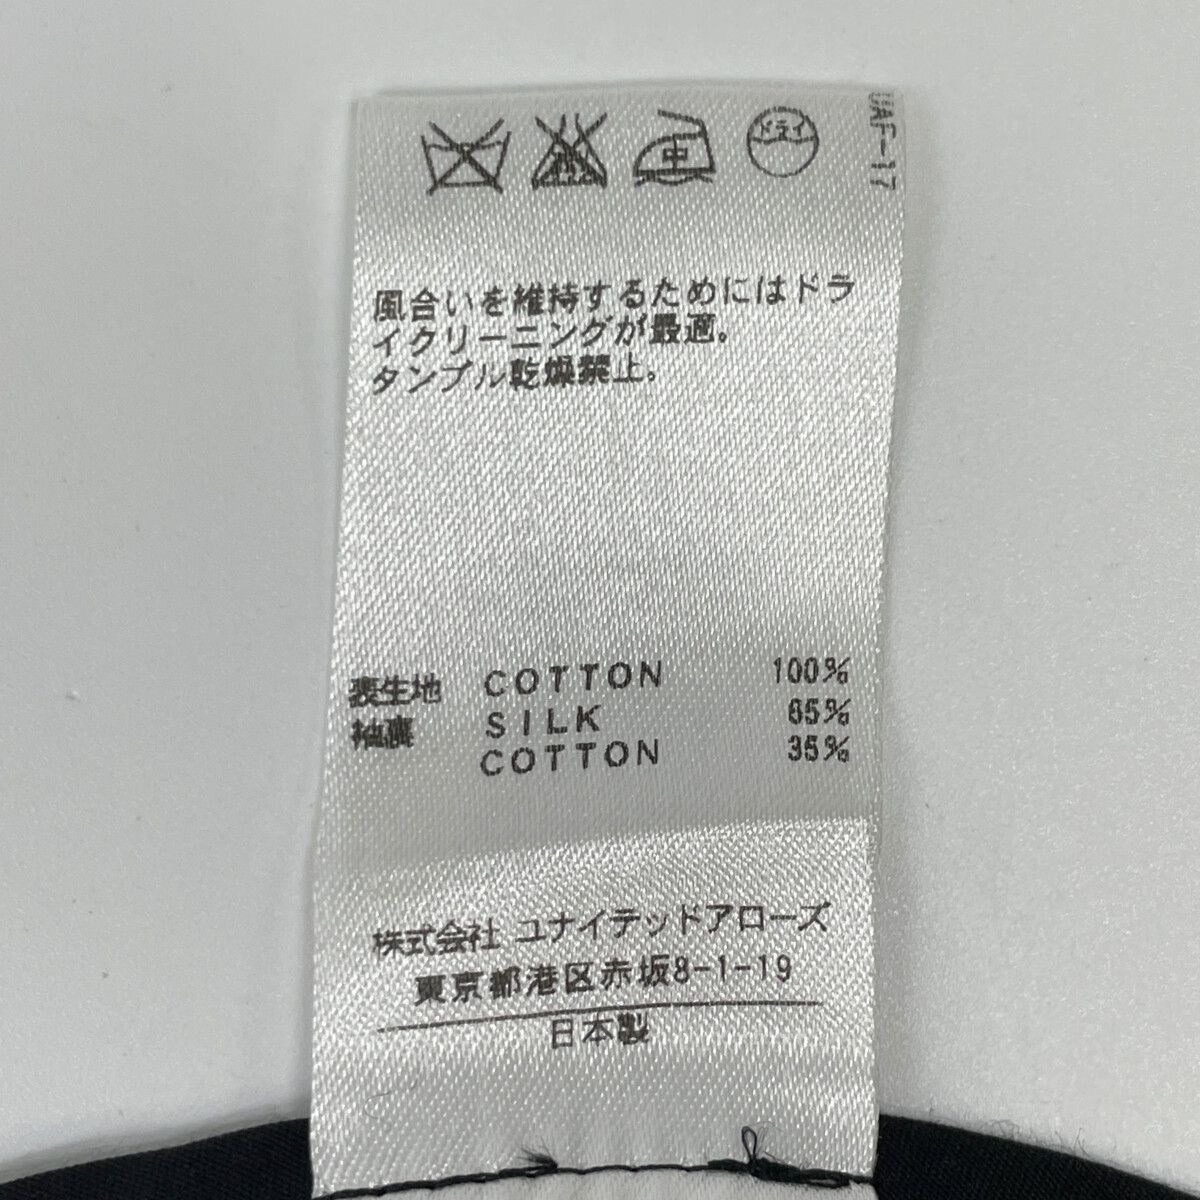 ドライ
中
UAF-17
風合いを維持するためにはドラ
イクリーニングが最適。
タンブル乾燥禁止。
表生地 COTTON 100%
袖裏 SILK 65%
COTTON 35%
株式会社 ユナイテッドアローズ
東京都港区赤坂8-1-19
日本製